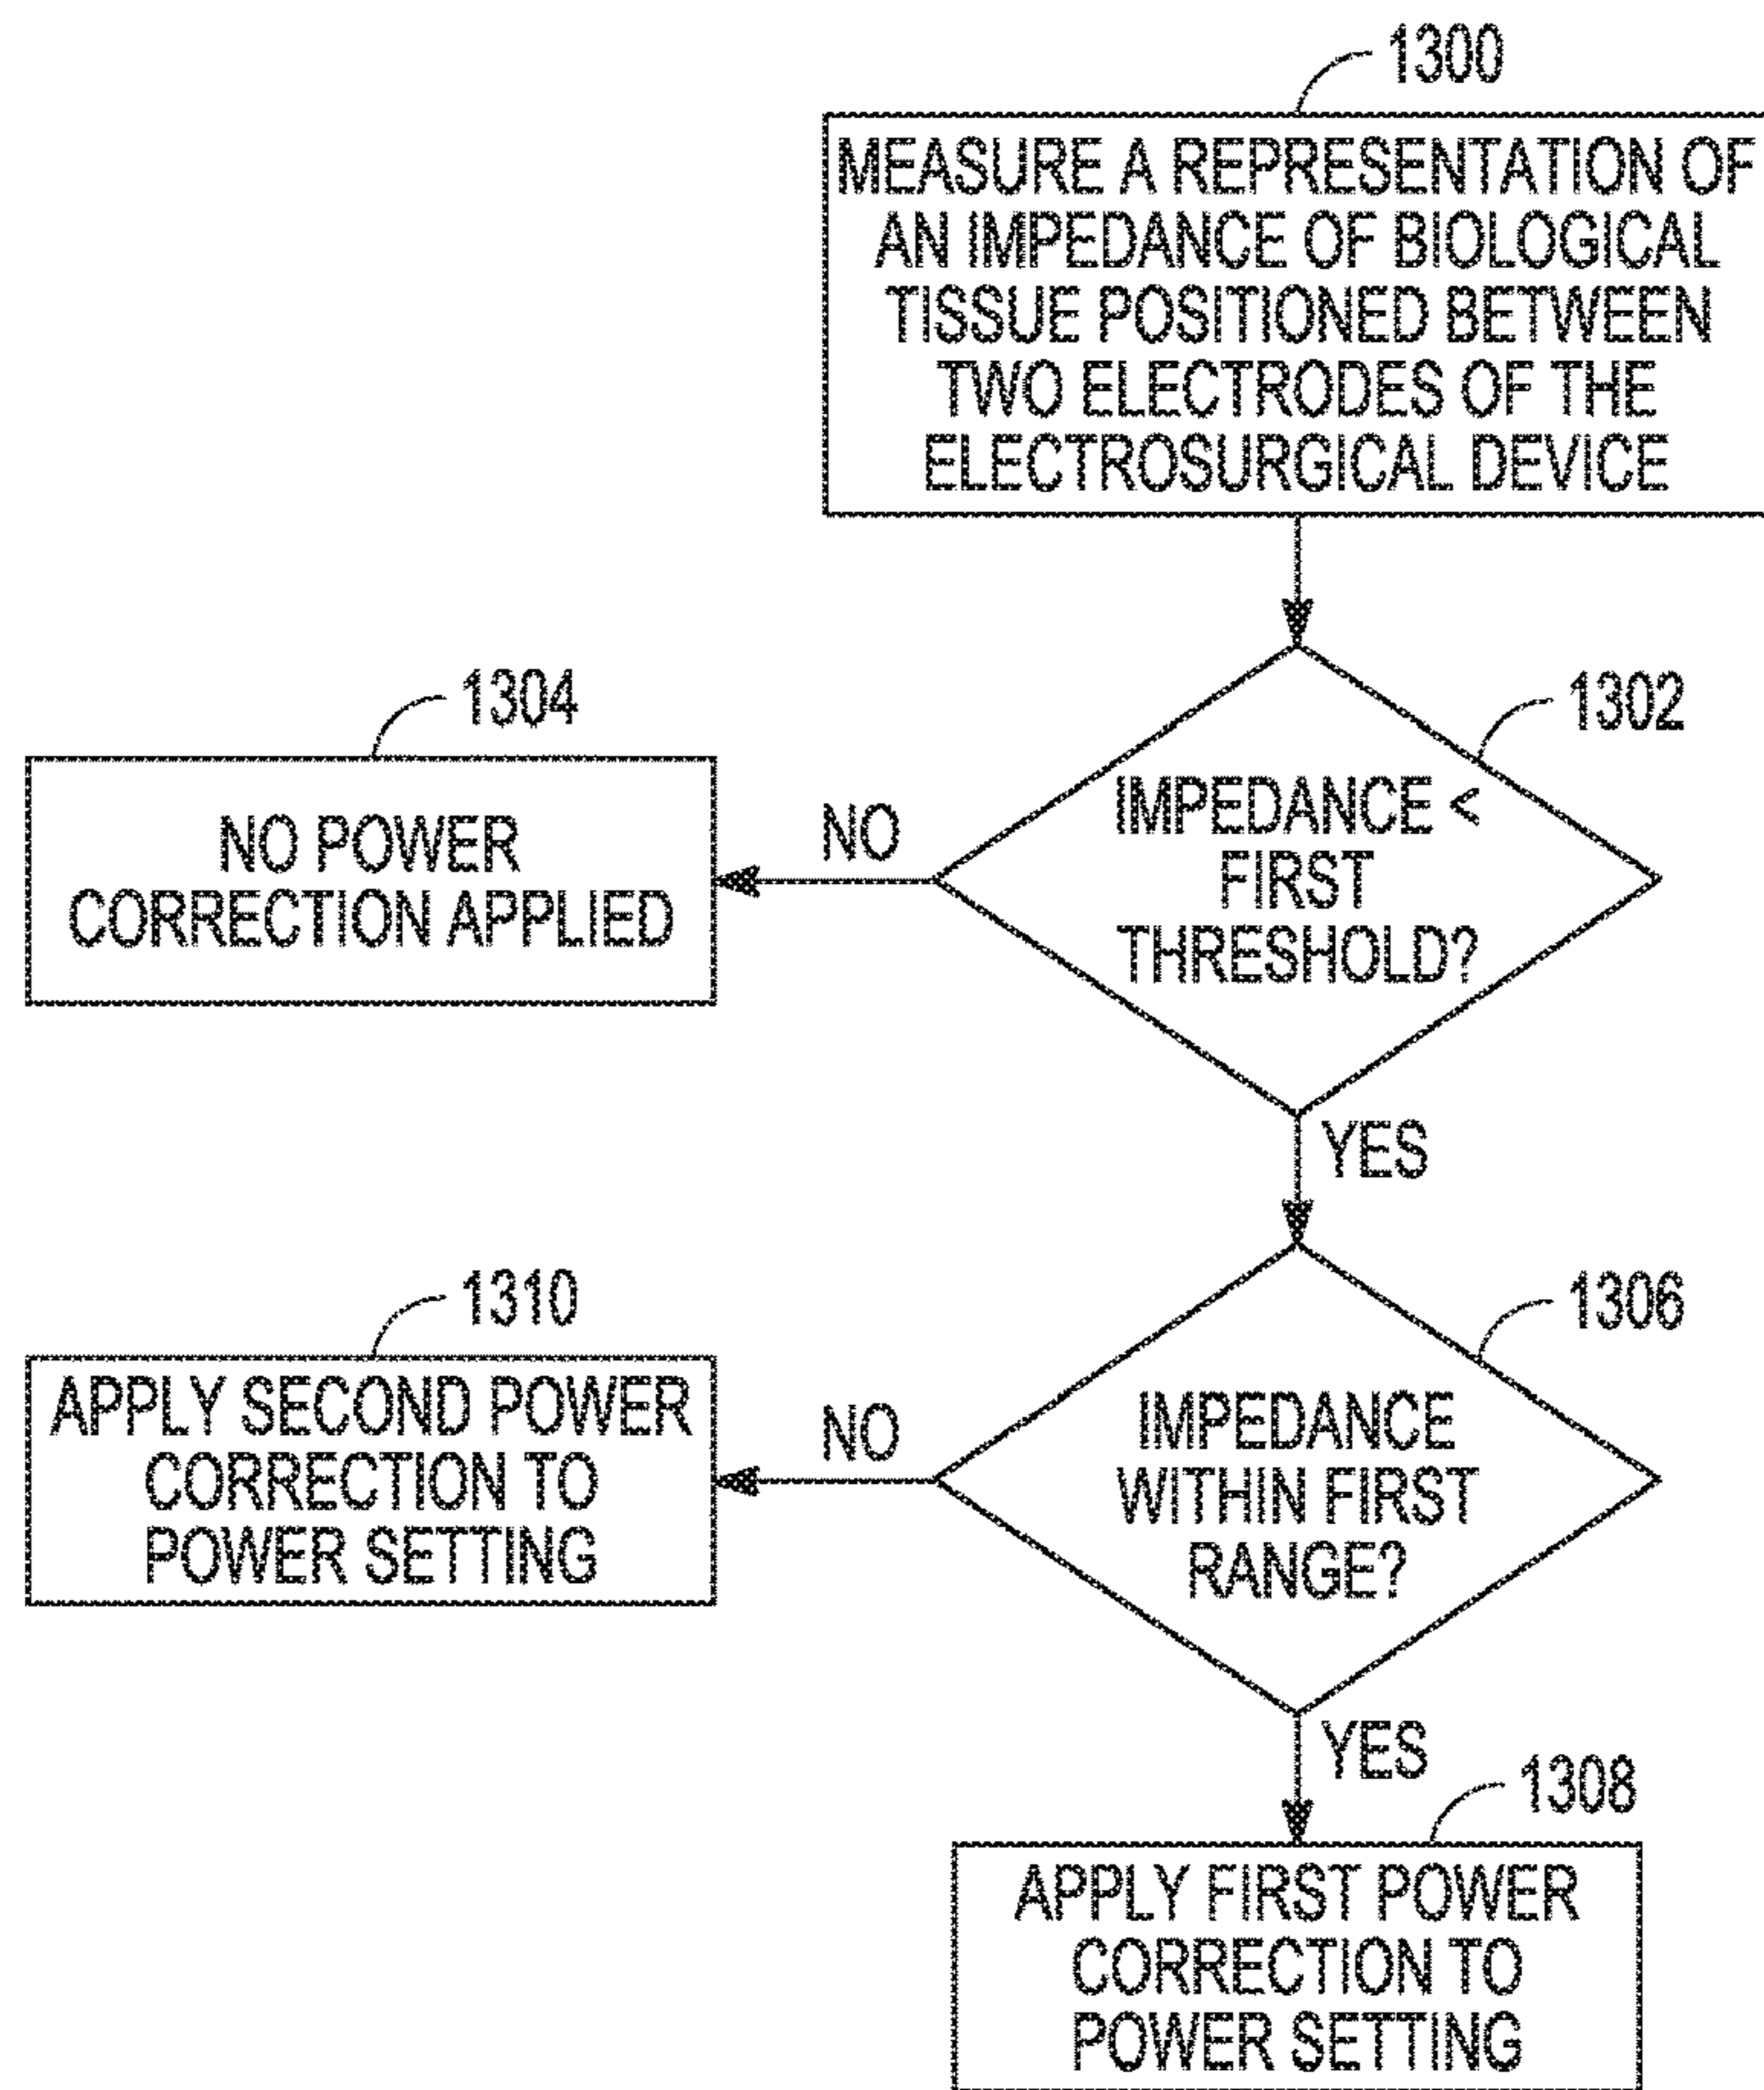 1300
MEASURE A REPRESENTATION OF
AN IMPEDANCE OF BIOLOGICAL
TISSUE POSITIONED BETWEEN
TWO ELECTRODES OF THE
ELECTROSURGICAL DEVICE
1302
IMPEDANCE <
FIRST
THRESHOLD?
NO
1304
NO POWER
CORRECTION APPLIED
YES
1306
IMPEDANCE
WITHIN FIRST
RANGE?
NO
1310
APPLY SECOND POWER
CORRECTION TO
POWER SETTING
YES
1308
APPLY FIRST POWER
CORRECTION TO
POWER SETTING